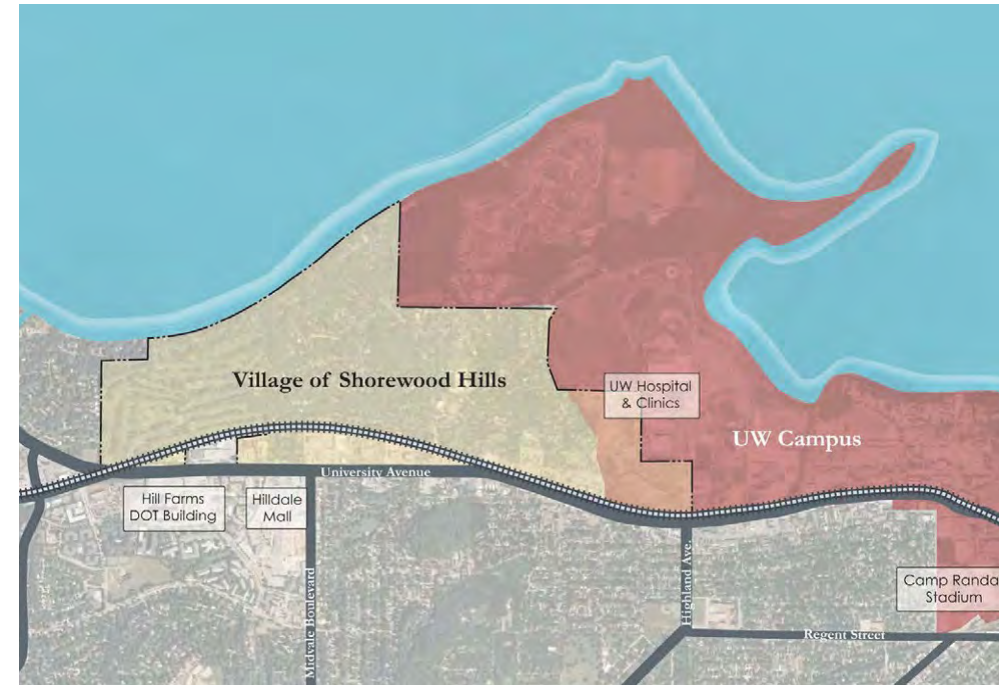 Village of Shorewood Hills
UW Hospital
& Clinics
UW Campus
University Avenue
Hill Farms
DOT Building
Hilldale
Mall
Midvale Boulevard
Highland Ave.
Camp Randa
Stadium
Regent Street